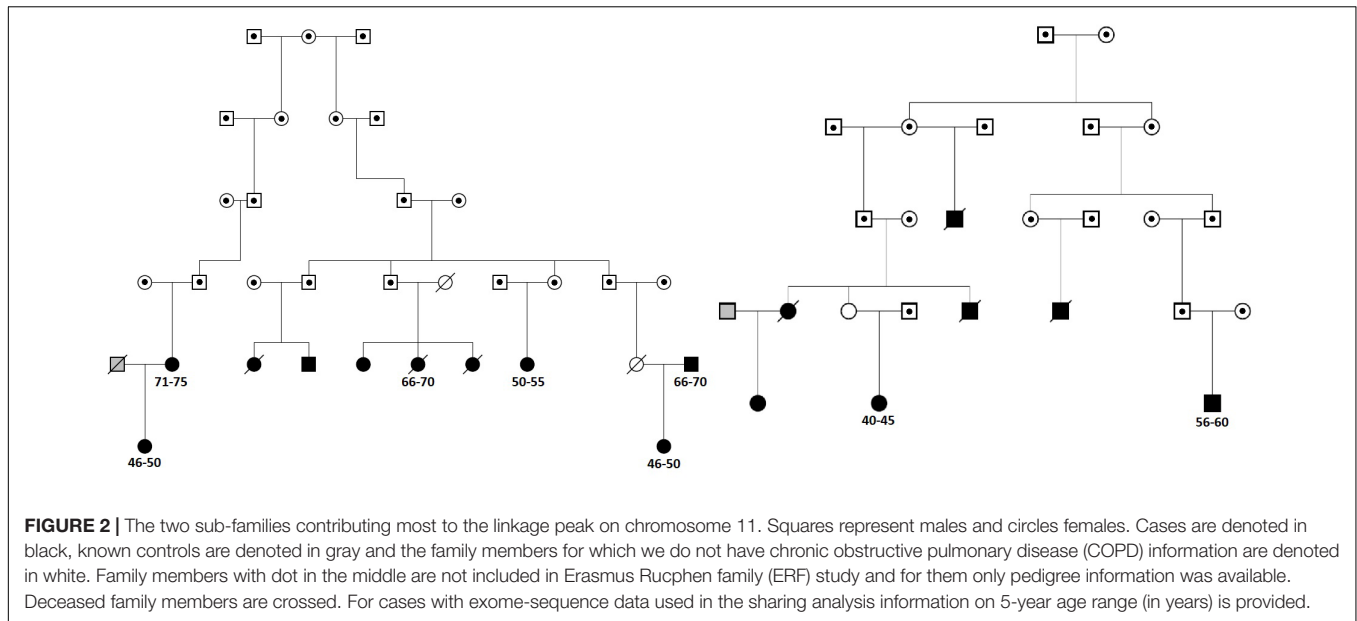 71-75
66-70
50-55
66-70
46-50
46-50
40-45
56-60
FIGURE 2 | The two sub-families contributing most to the linkage peak on chromosome 11. Squares represent males and circles females. Cases are denoted in
black, known controls are denoted in gray and the family members for which we do not have chronic obstructive pulmonary disease (COPD) information are denoted
in white. Family members with dot in the middle are not included in Erasmus Rucphen family (ERF) study and for them only pedigree information was available.
Deceased family members are crossed. For cases with exome-sequence data used in the sharing analysis information on 5-year age range (in years) is provided.